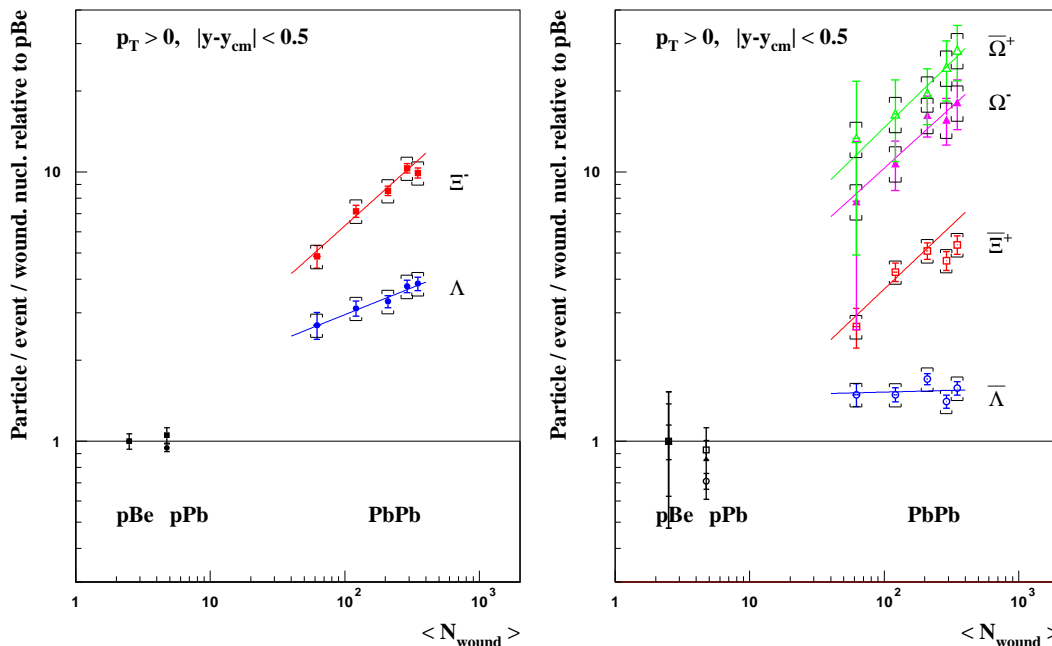 Particle / event / wound. nucl. relative to pBe
p_T > 0, |y-y_cm| < 0.5
10
1
Ξ⁻
Λ
pBe pPb PbPb
1 10 10² 10³
< N_wound >
Particle / event / wound. nucl. relative to pBe
p_T > 0, |y-y_cm| < 0.5
10
1
Ω̅⁺
Ω⁻
Ξ̅⁺
Λ̅
pBe pPb PbPb
1 10 10² 10³
< N_wound >